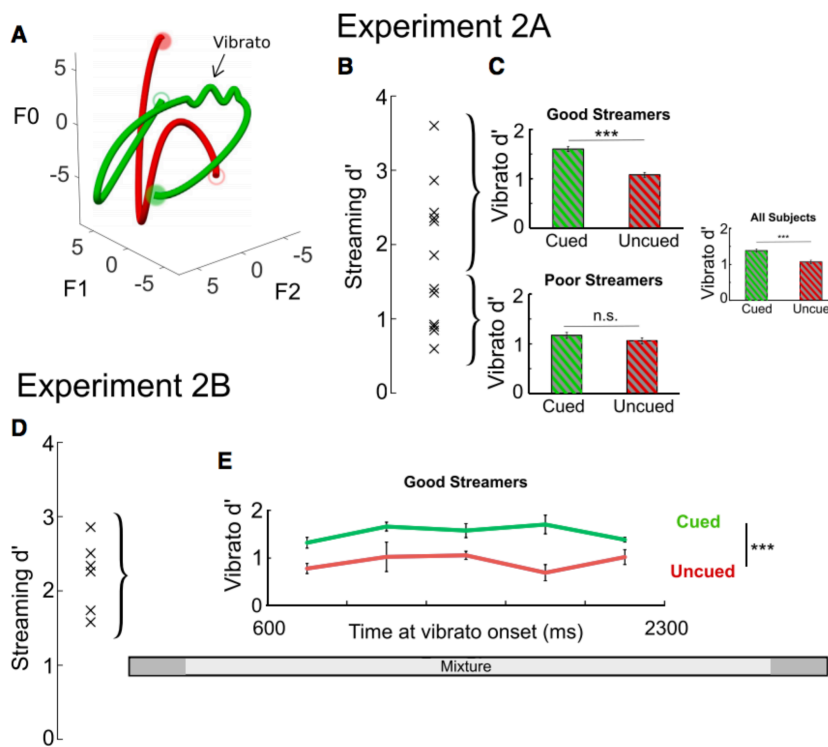 Experiment 2A
A
Vibrato
5
0
-5
F0
5
0
-5
F1
5
0
-5
F2
B
4
3
2
1
0
Streaming d'
C
Good Streamers
***
2
1
0
Vibrato d'
Cued Uncued
Poor Streamers
n.s.
2
1
0
Vibrato d'
Cued Uncued
All Subjects
***
2
1
0
Vibrato d'
Cued Uncue
Experiment 2B
D
4
3
2
1
0
Streaming d'
E
Good Streamers
2
1
0
Vibrato d'
Cued
***
Uncued
600 Time at vibrato onset (ms) 2300
Mixture